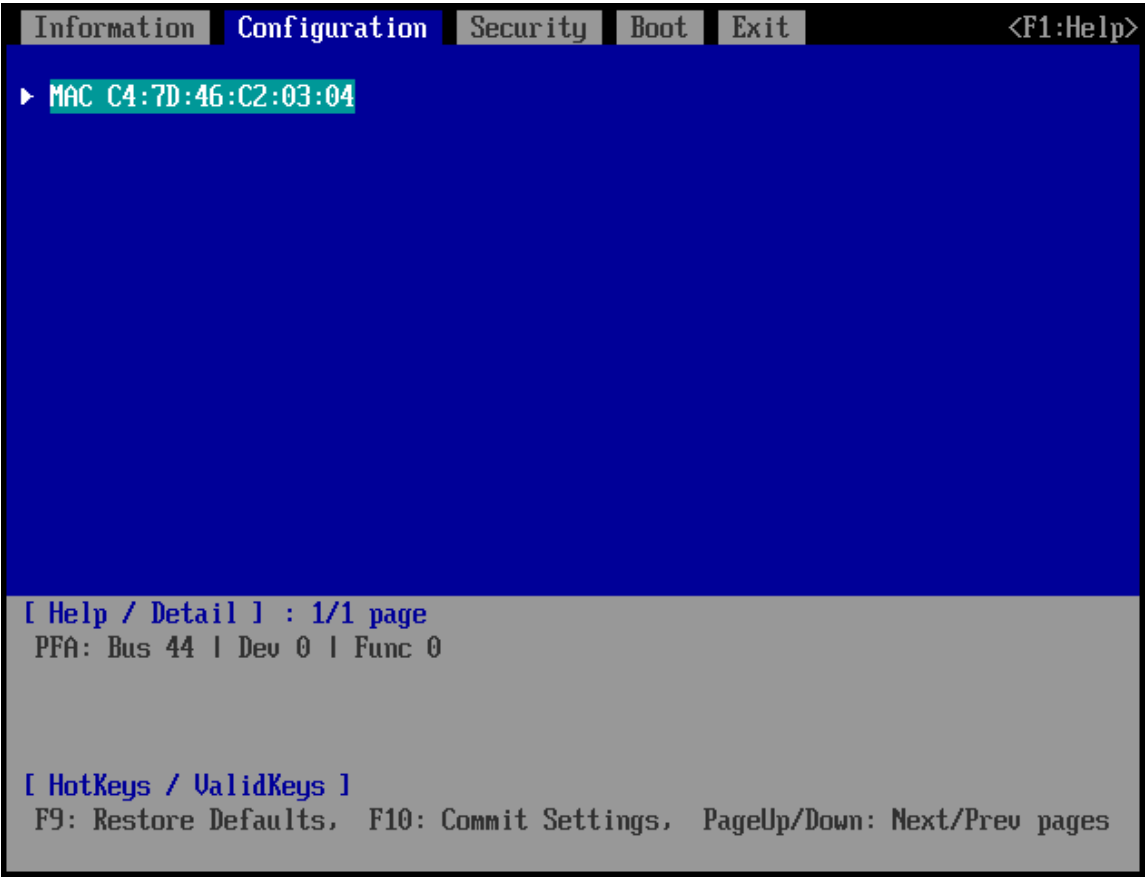 Information Configuration Security Boot Exit <F1:Help>
MAC C4:7D:46:C2:03:04
[ Help / Detail ] : 1/1 page
PFA: Bus 44 | Dev 0 | Func 0
[ HotKeys / ValidKeys ]
F9: Restore Defaults, F10: Commit Settings, PageUp/Down: Next/Prev pages